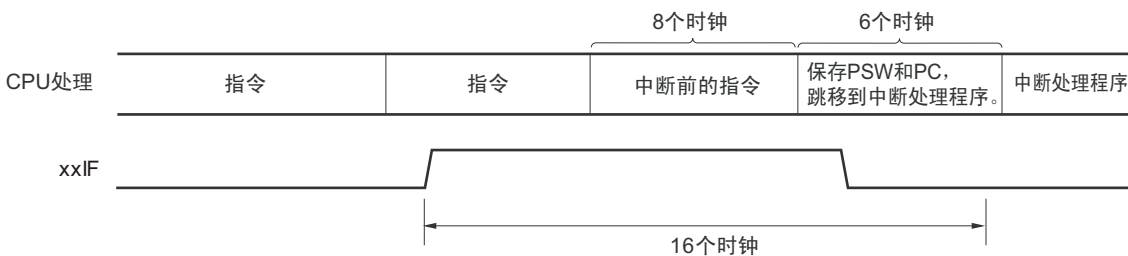 8个时钟
6个时钟
CPU处理
指令
指令
中断前的指令
保存PSW和PC，
跳移到中断处理程序。
中断处理程序
xxIF
16个时钟